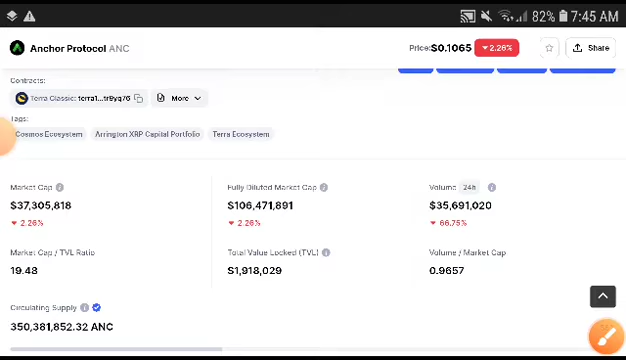 82% 7:45 AM
Anchor Protocol ANC Price:$0.1065 ▼2.26% Share
Contracts:
Terra Classic: terra1...tr8yq76 More
Tags:
Cosmos Ecosystem Arrington XRP Capital Portfolio Terra Ecosystem
Market Cap Fully Diluted Market Cap Volume 24h
$37,305,818 $106,471,891 $35,691,020
▼ 2.26% ▼ 2.26% ▼ 66.75%
Market Cap / TVL Ratio Total Value Locked (TVL) Volume / Market Cap
19.48 $1,918,029 0.9657
Circulating Supply
350,381,852.32 ANC